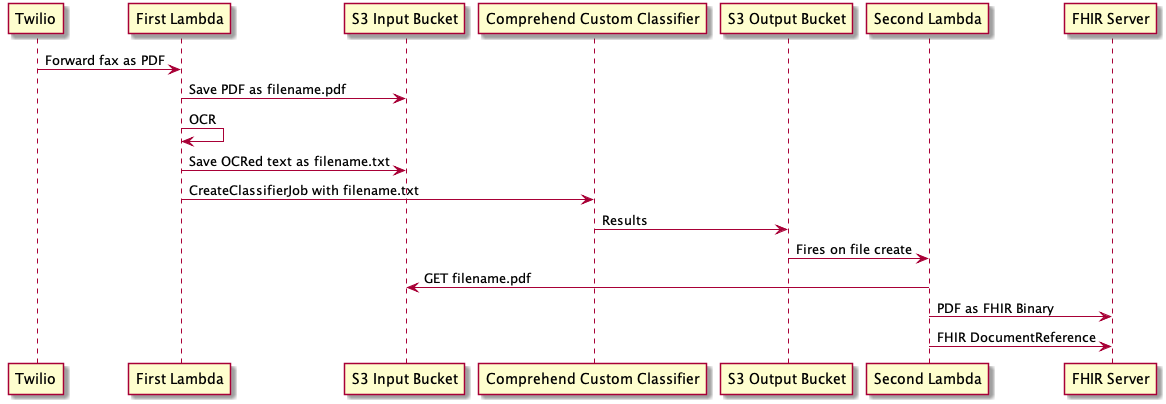 Twilio
First Lambda
S3 Input Bucket
Comprehend Custom Classifier
S3 Output Bucket
Second Lambda
FHIR Server
Forward fax as PDF
Save PDF as filename.pdf
OCR
Save OCRed text as filename.txt
CreateClassifierJob with filename.txt
Results
Fires on file create
GET filename.pdf
PDF as FHIR Binary
FHIR DocumentReference
Twilio
First Lambda
S3 Input Bucket
Comprehend Custom Classifier
S3 Output Bucket
Second Lambda
FHIR Server